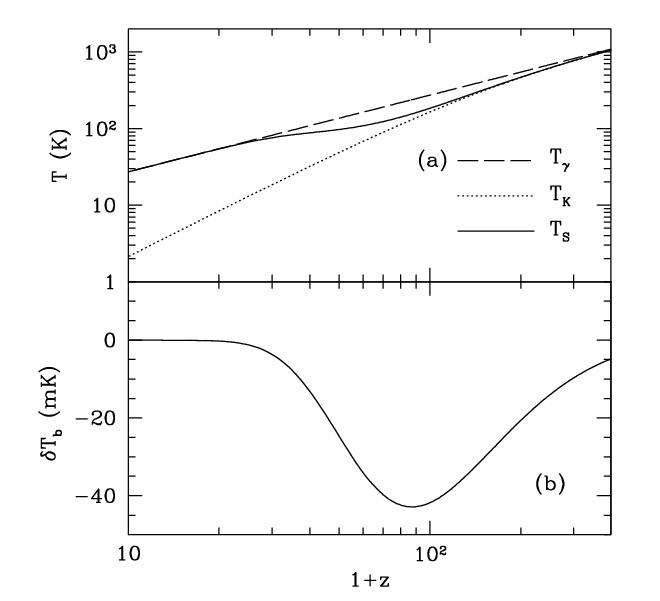 10³
10²
10
1
T (K)
(a)
T_γ
T_K
T_S
0
−20
−40
δT_b (mK)
(b)
10
10²
1+z